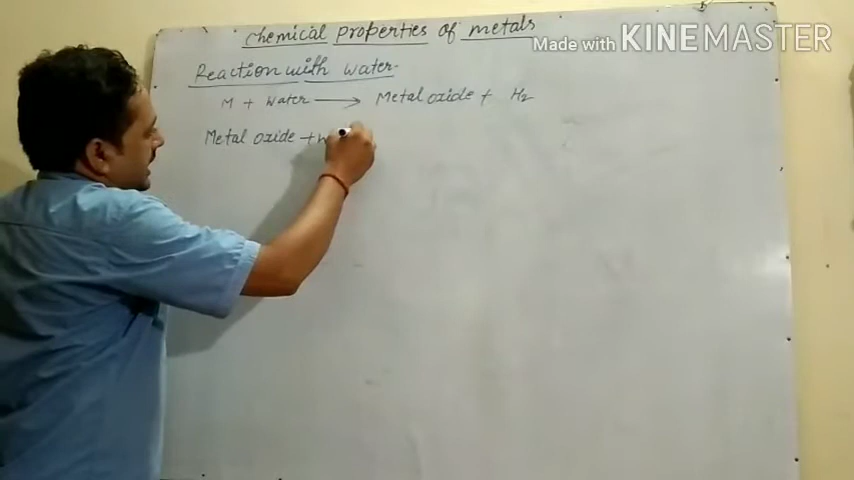 chemical properties of metals
Made with KINEMASTER
Reaction with water-
M + water ⟶ Metal oxide + H2
Metal oxide + w